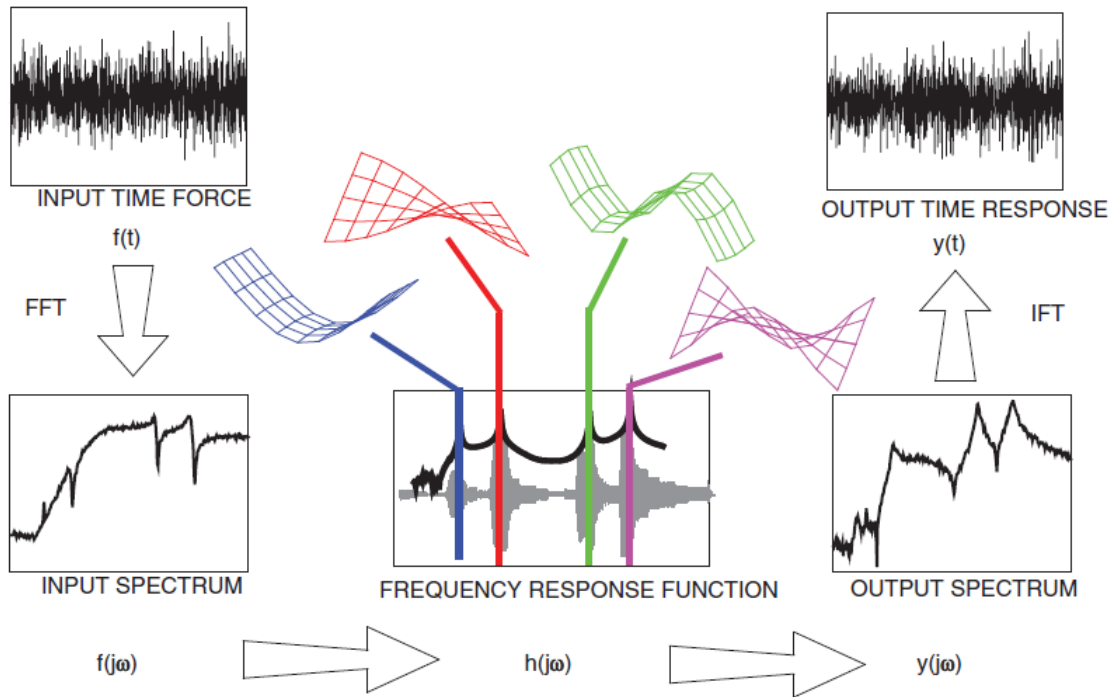 INPUT TIME FORCE
f(t)
FFT
OUTPUT TIME RESPONSE
y(t)
IFT
INPUT SPECTRUM
FREQUENCY RESPONSE FUNCTION
OUTPUT SPECTRUM
f(jω)
h(jω)
y(jω)